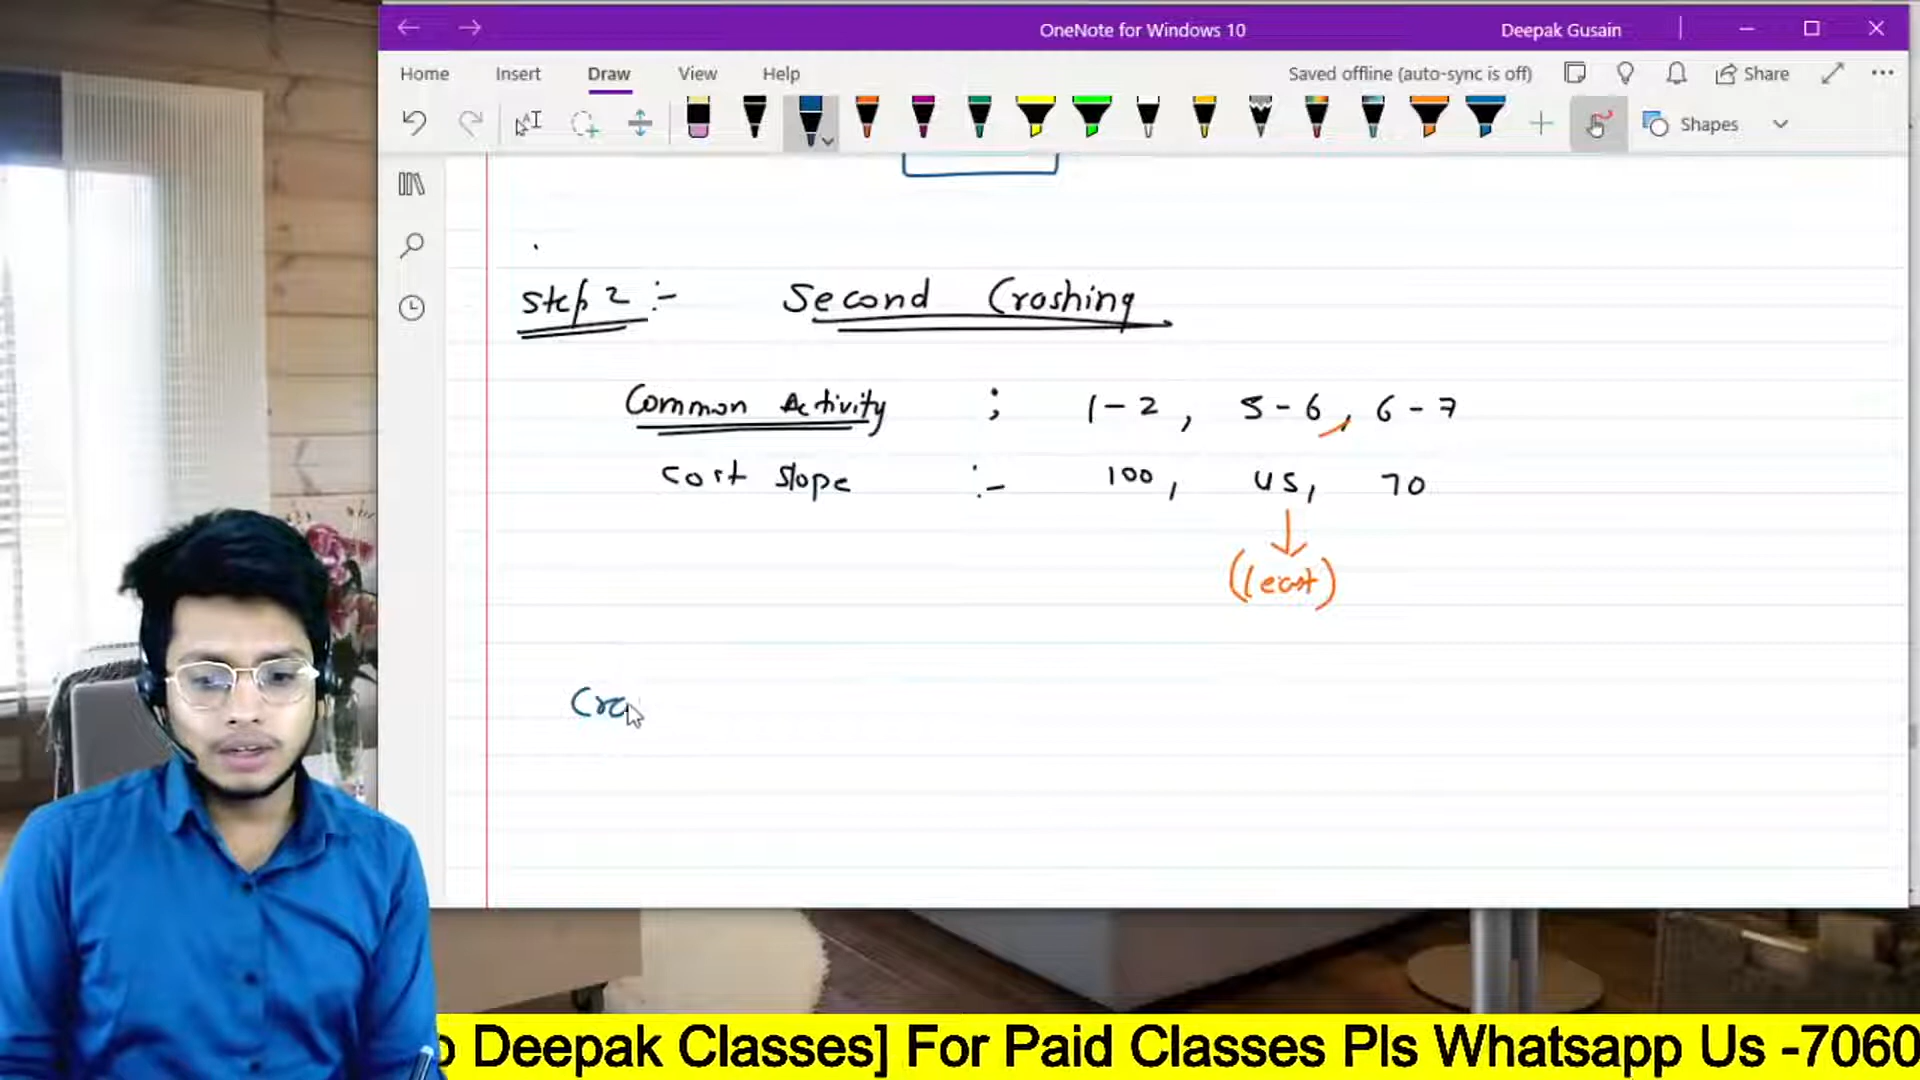 OneNote for Windows 10 Deepak Gusain
Home Insert Draw View Help Saved offline (auto-sync is off) Share
Shapes
Step 2 :- Second Crashing
Common Activity ; 1-2, 5-6, 6-7
Cost Slope :- 100, 45, 70
(least)
Cra
o Deepak Classes] For Paid Classes Pls Whatsapp Us -7060